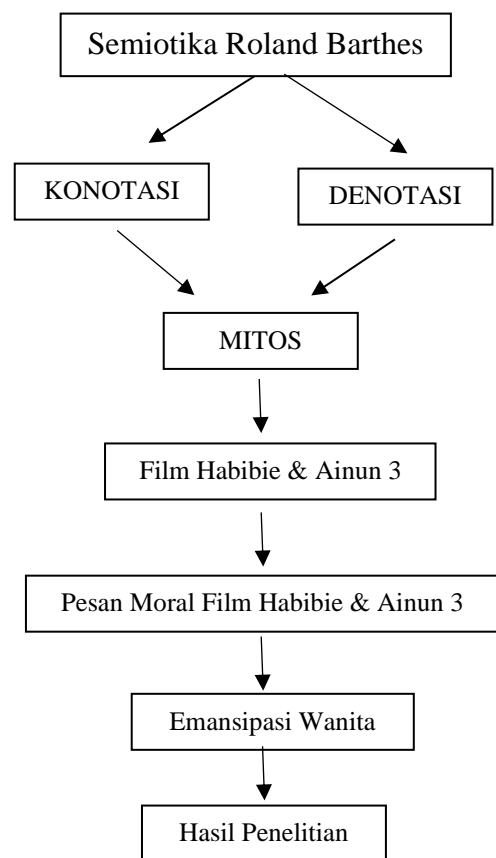 Semiotika Roland Barthes
KONOTASI
DENOTASI
MITOS
Film Habibie & Ainun 3
Pesan Moral Film Habibie & Ainun 3
Emansipasi Wanita
Hasil Penelitian